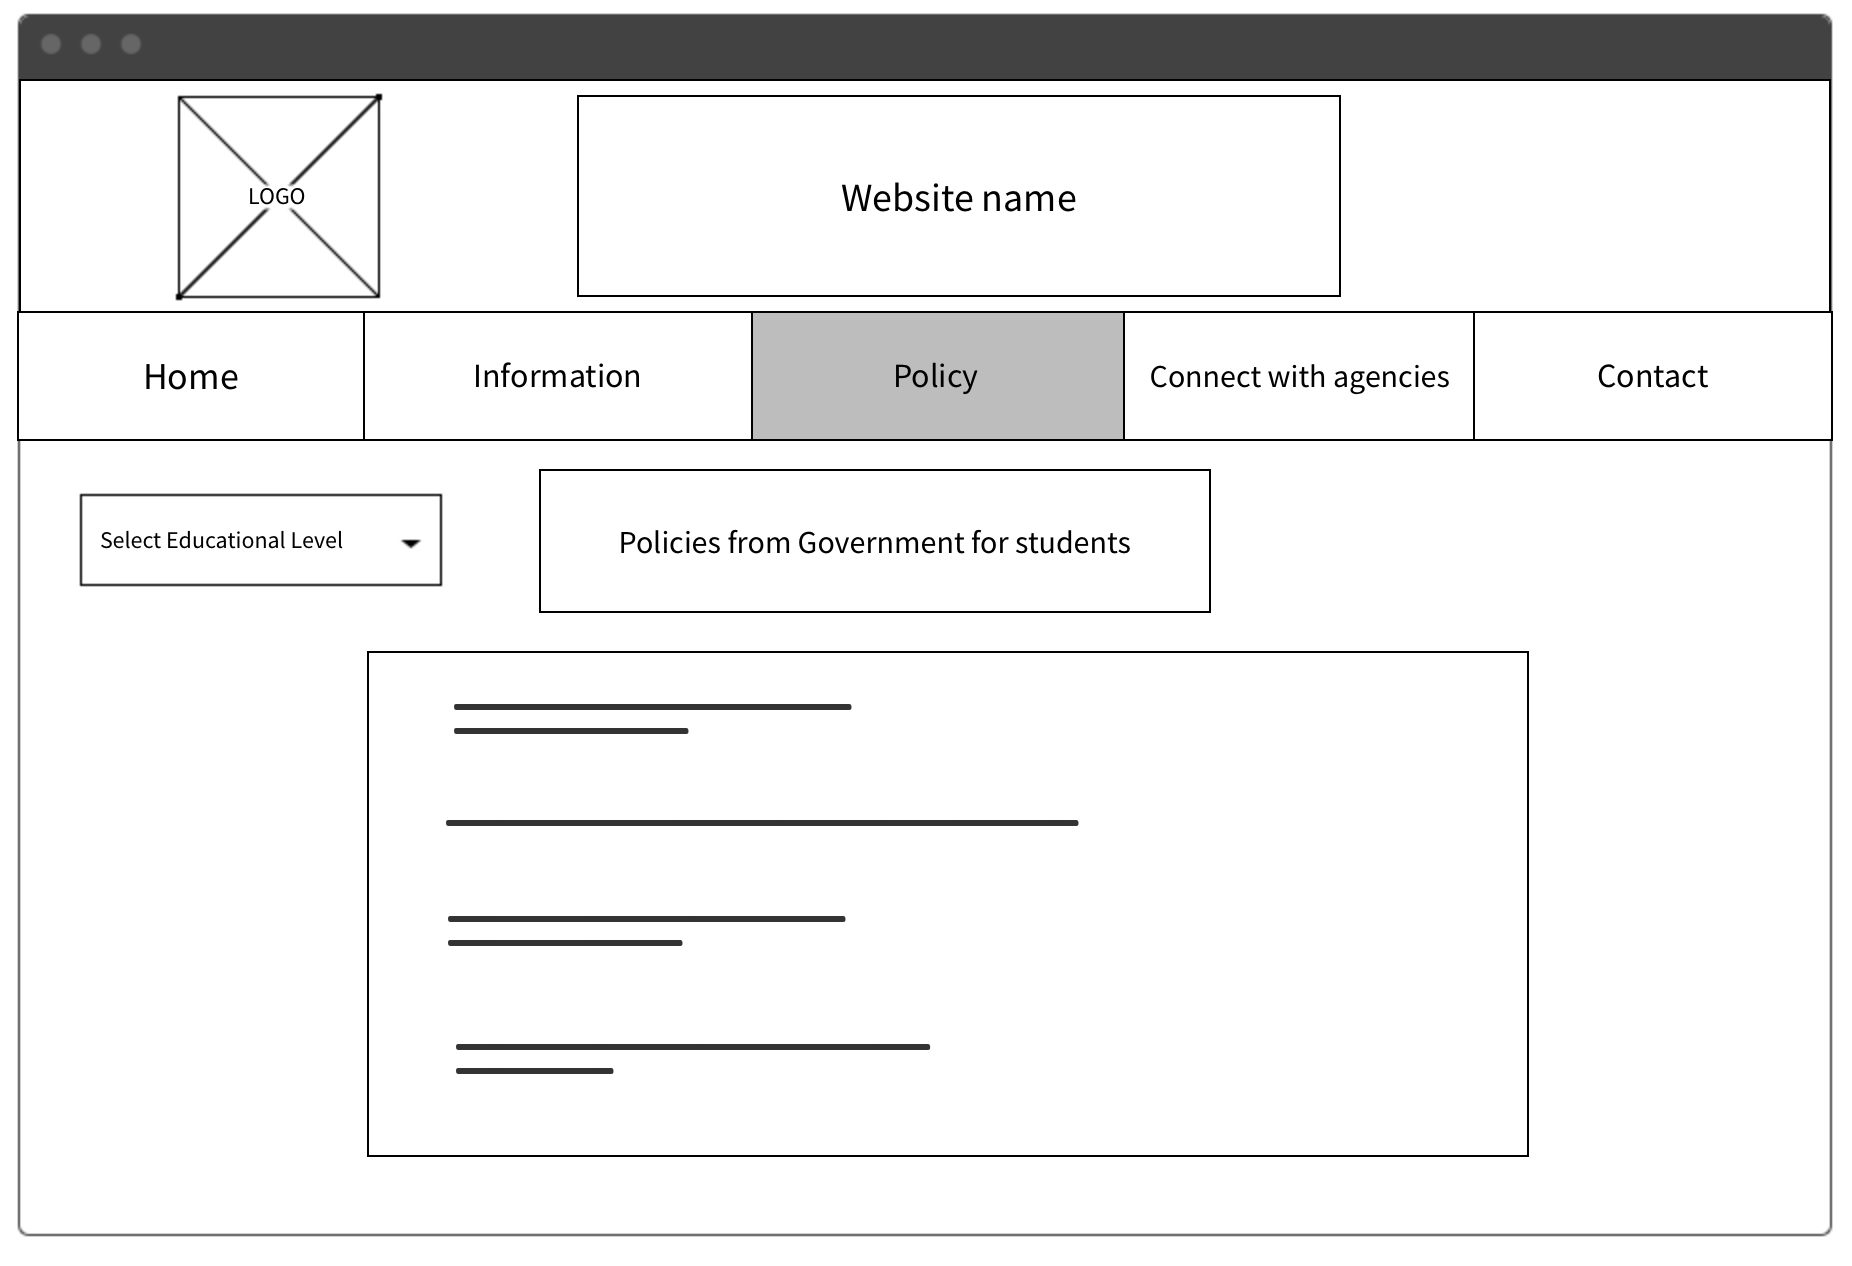 LOGO
Website name
Home
Information
Policy
Connect with agencies
Contact
Select Educational Level
Policies from Government for students